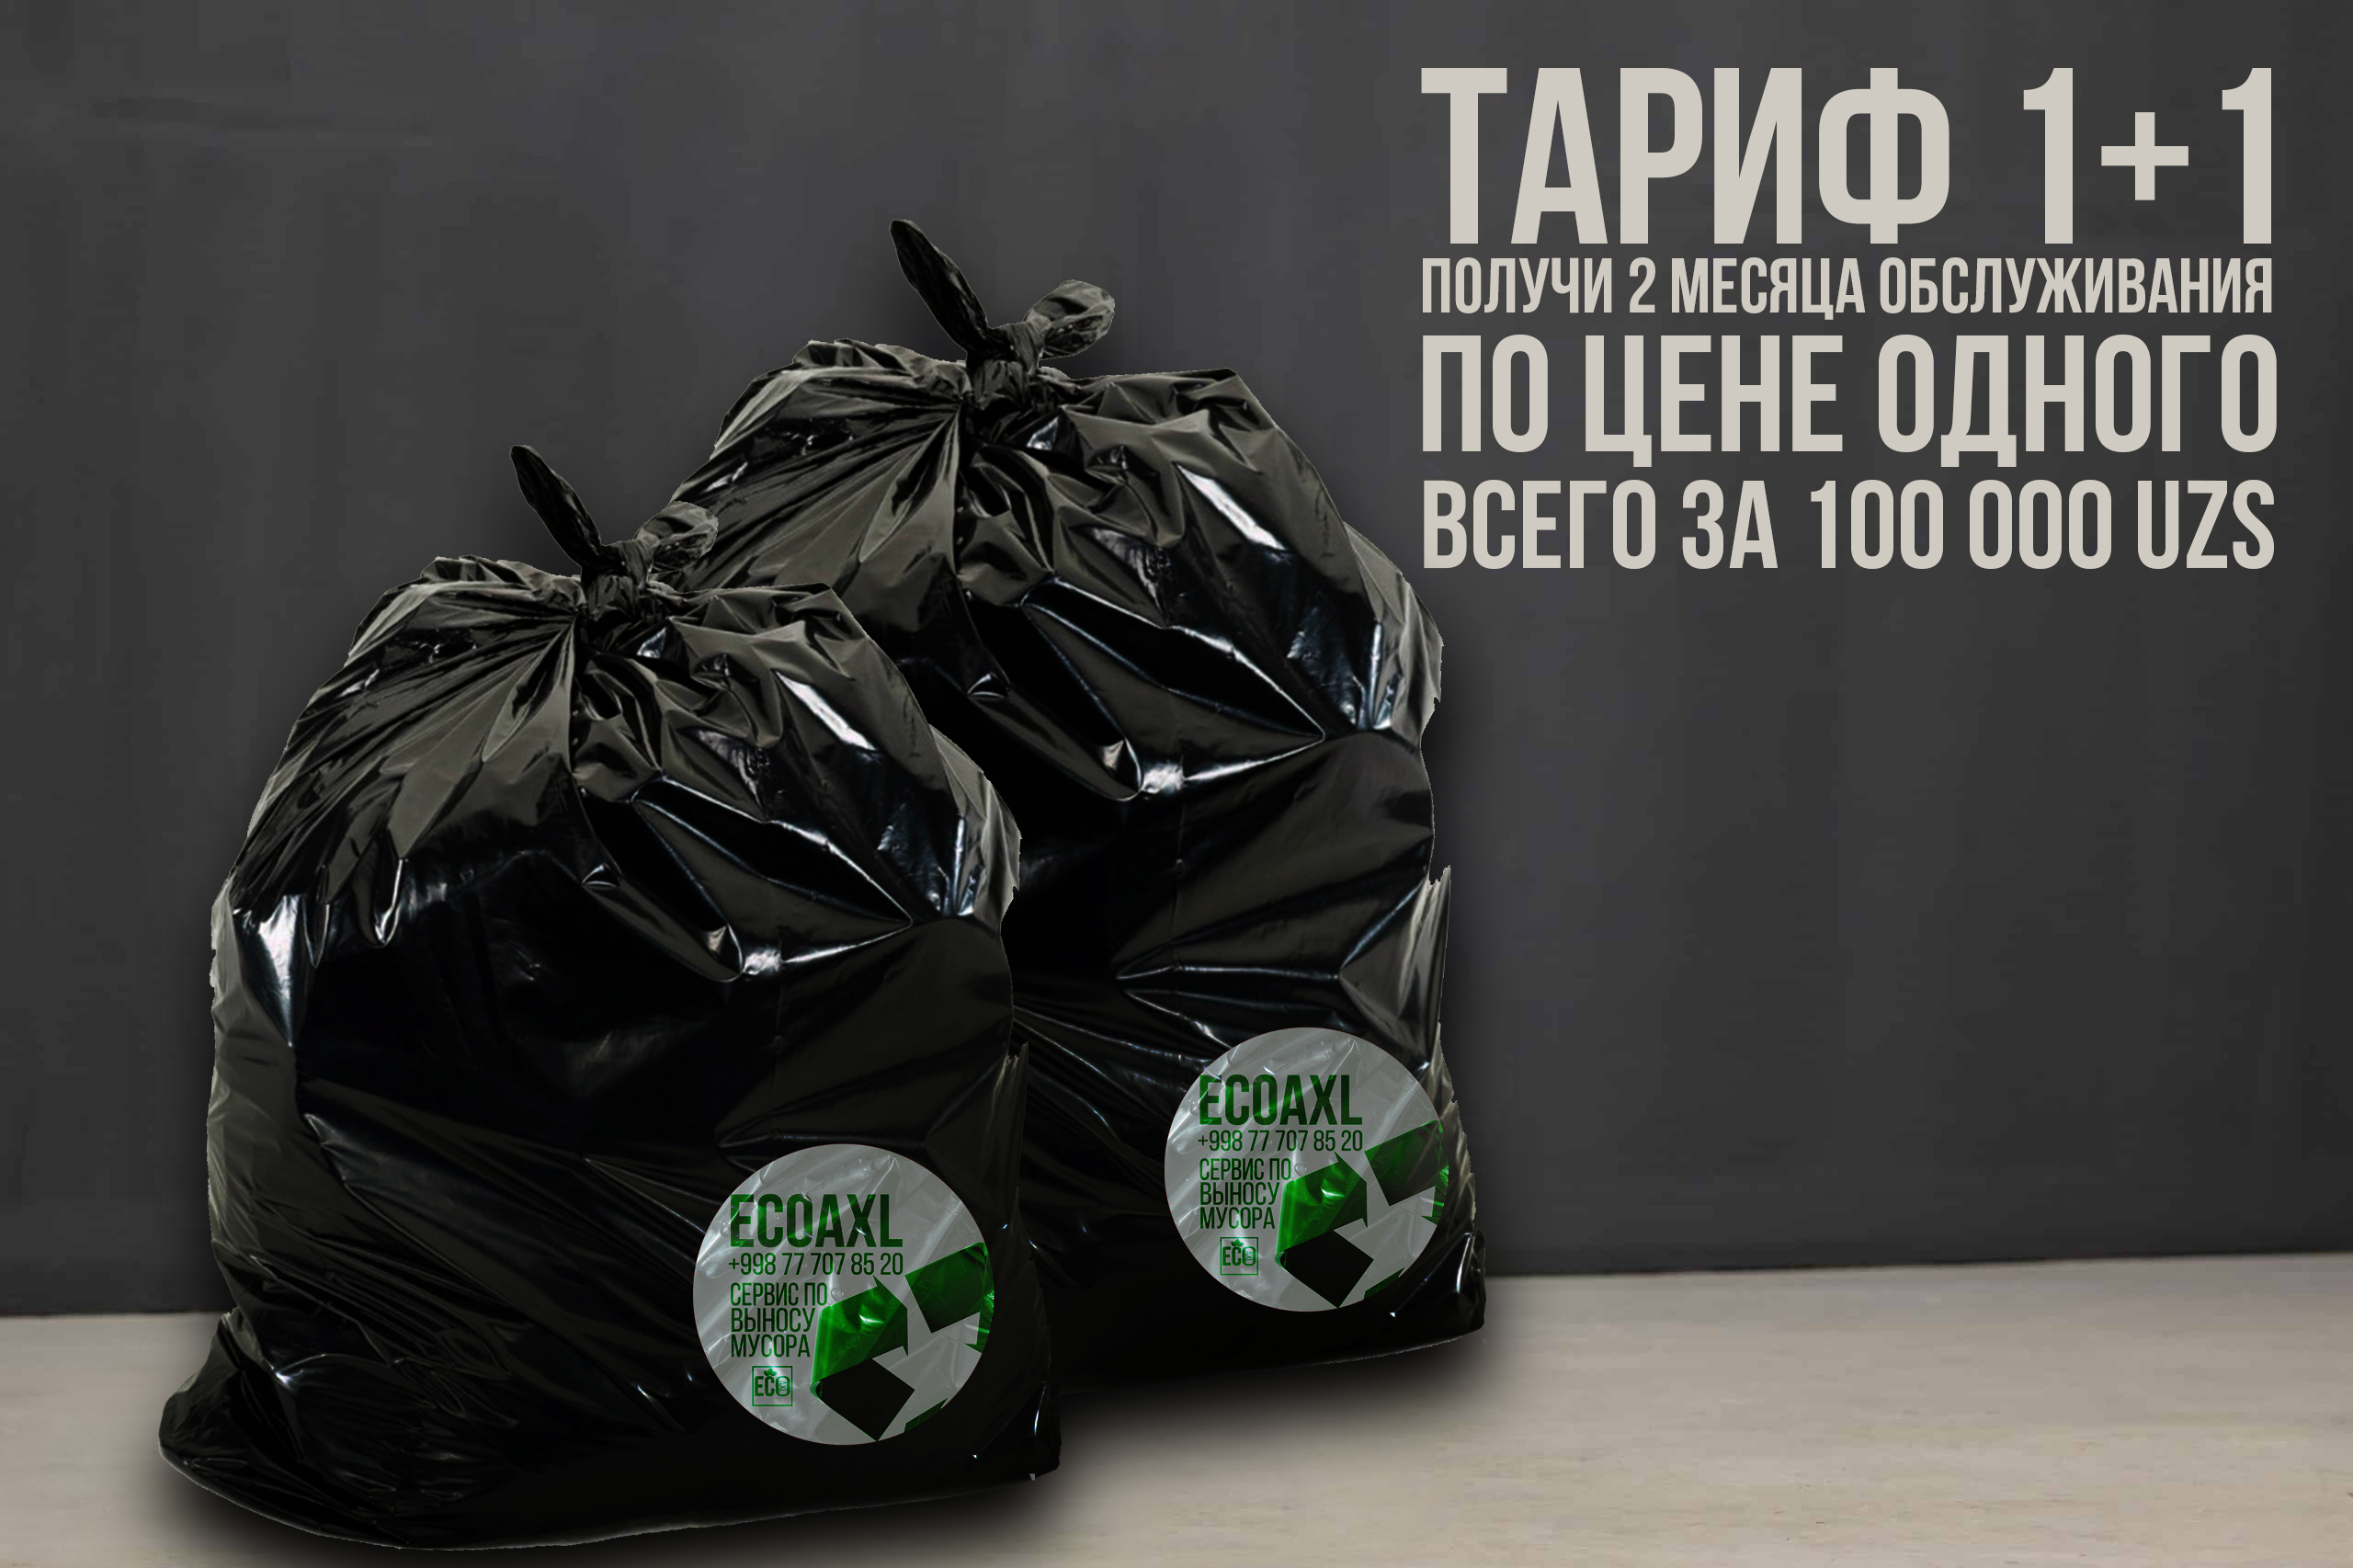 ТАРИФ 1+1
ПОЛУЧИ 2 МЕСЯЦА ОБСЛУЖИВАНИЯ
ПО ЦЕНЕ ОДНОГО
ВСЕГО ЗА 100 000 UZS
ECOAXL
+998 77 707 85 20
СЕРВИС ПО
ВЫНОСУ
МУСОРА
ECO
ECOAXL
+998 77 707 85 20
СЕРВИС ПО
ВЫНОСУ
МУСОРА
ECO